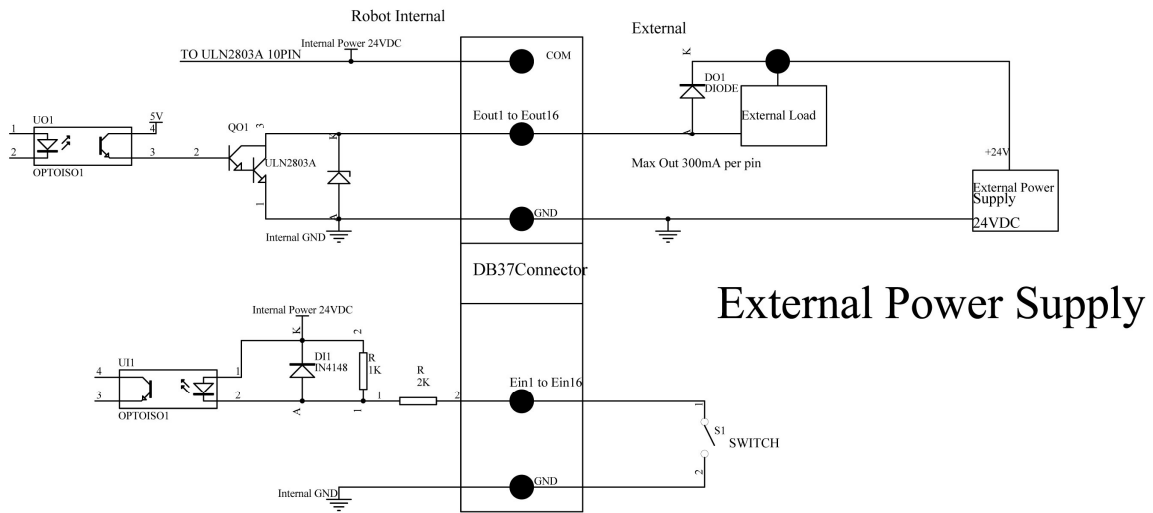 Robot Internal
External
Internal Power 24VDC
TO ULN2803A 10PIN
COM
K
DO1
DIODE
External Load
A
Eout1 to Eout16
UO1
5V
1
4
2
3
OPTOISO1
2
QO1
3
ULN2803A
1
K
A
Max Out 300mA per pin
+24V
External Power
Supply
24VDC
GND
Internal GND
DB37Connector
External Power Supply
Internal Power 24VDC
K
2
UI1
DI1
IN4148
R
1K
4
1
3
2
OPTOISO1
A
1
R
2K
1
2
Ein1 to Ein16
1
S1
SWITCH
2
GND
Internal GND